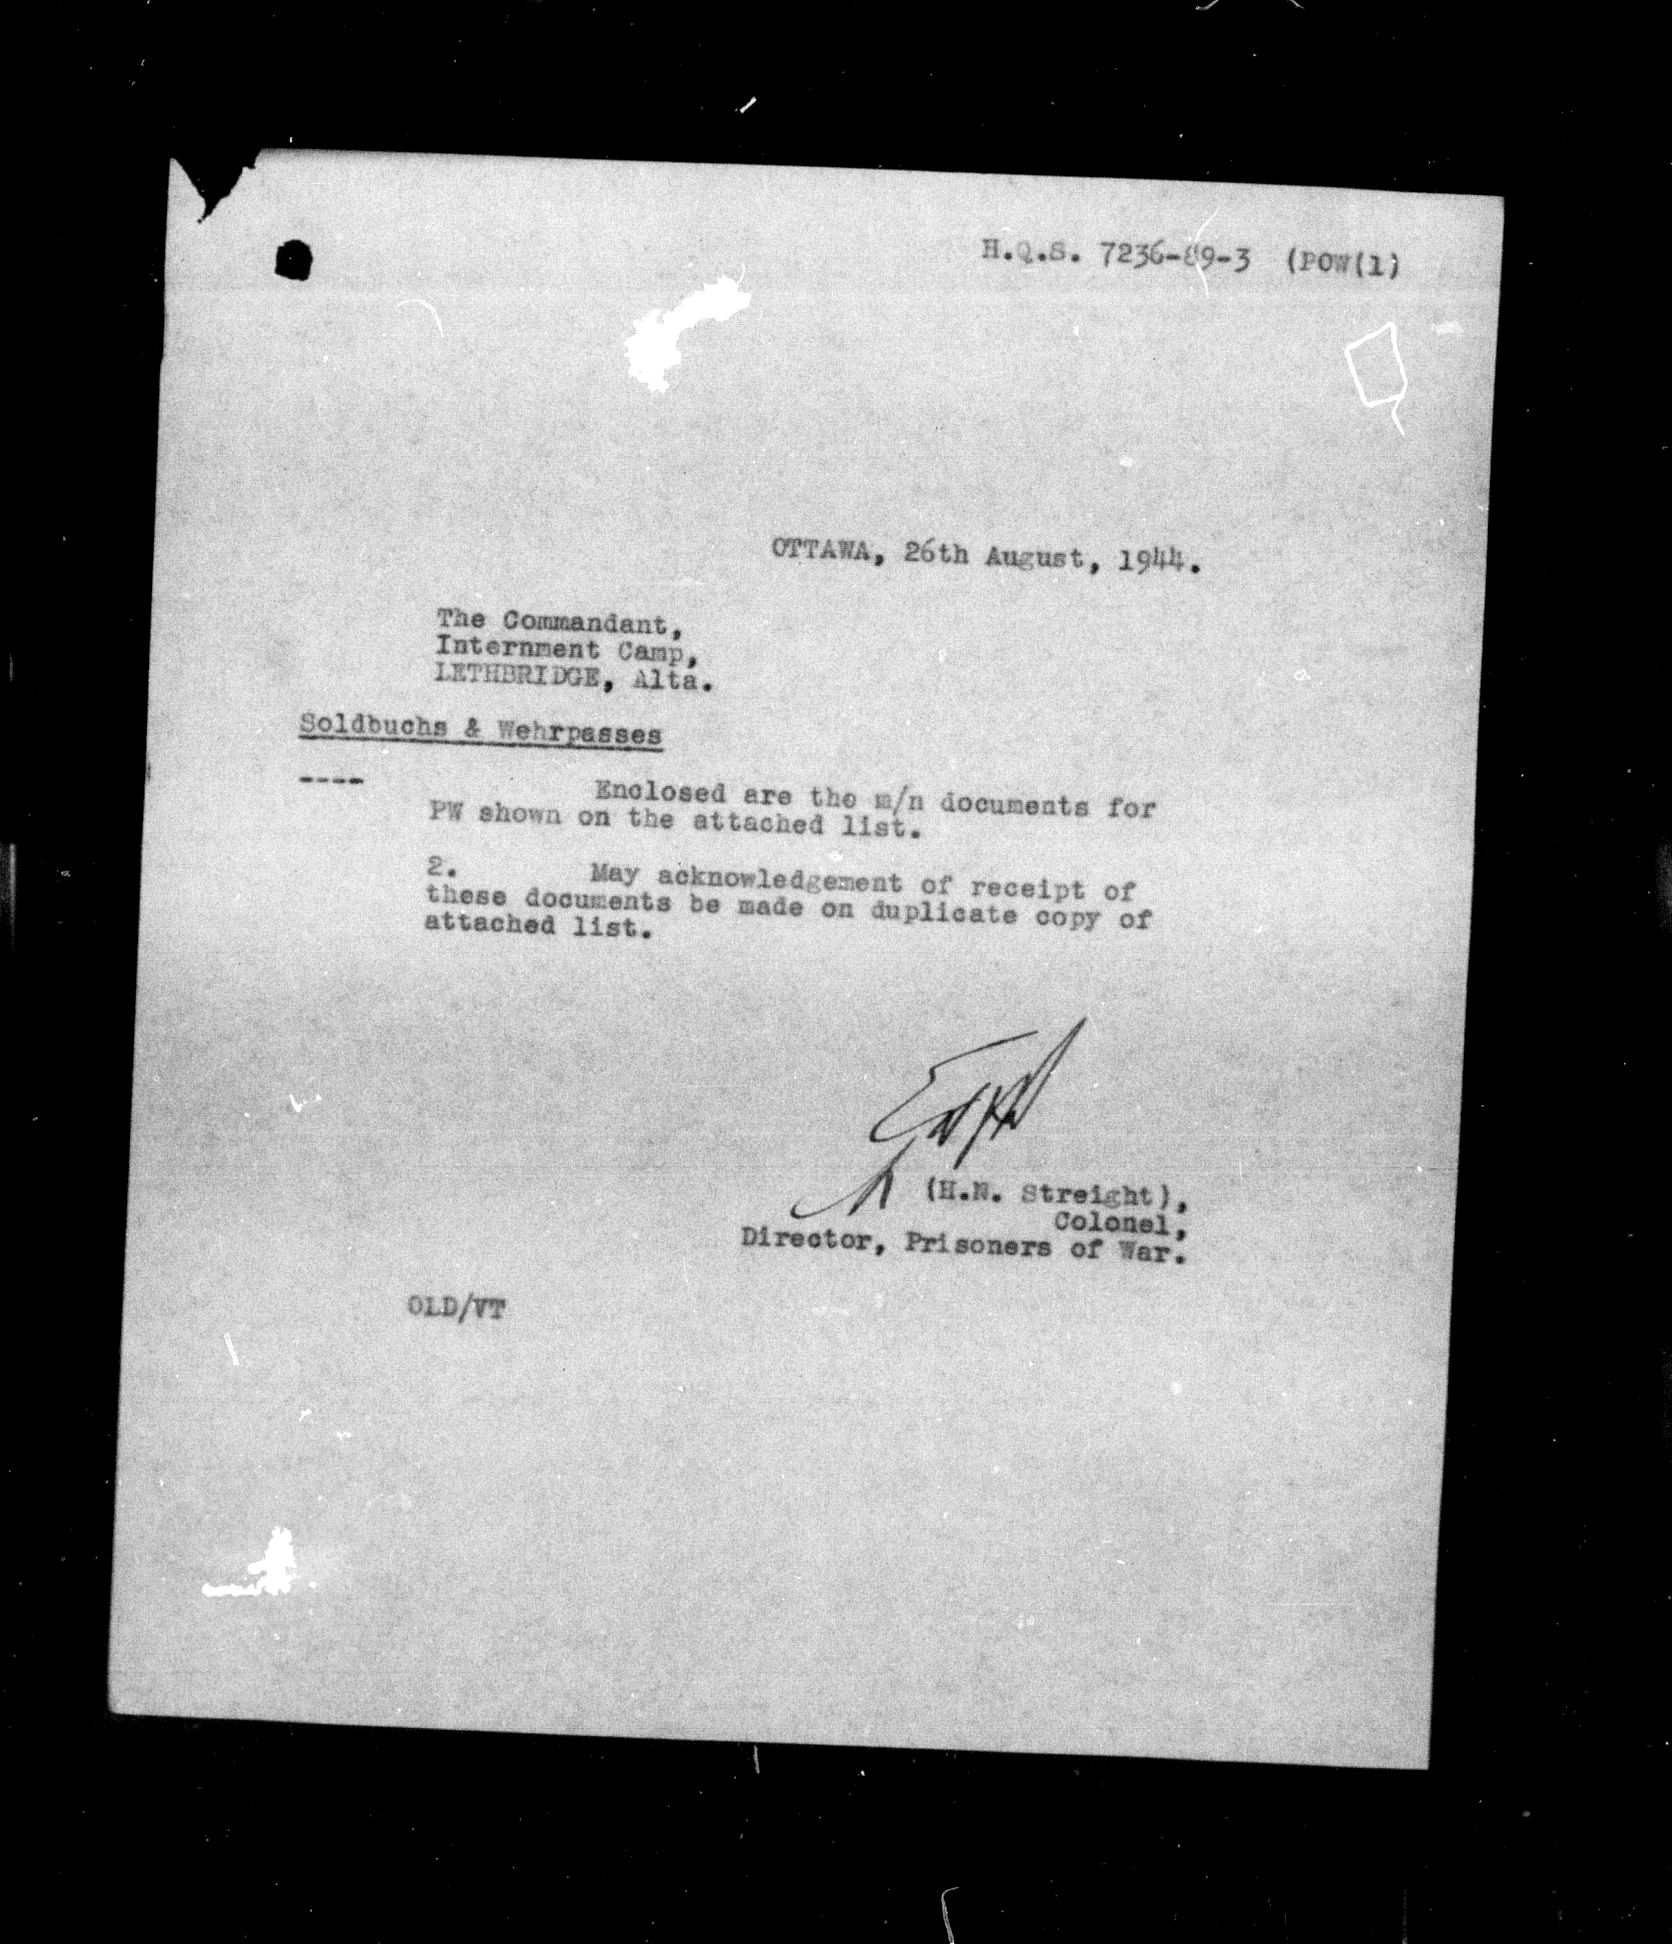 H.Q.S. 7236-89-3 (POW(1)
OTTAWA, 26th August, 1944.
The Commandant,
Internment Camp,
LETHBRIDGE, Alta.
Soldbuchs & Wehrpasses
----
Enclosed are the m/n documents for
PW shown on the attached list.
2. May acknowledgement of receipt of
these documents be made on duplicate copy of
attached list.
(H.N. Streight),
Colonel,
Director, Prisoners of War.
OLD/VT